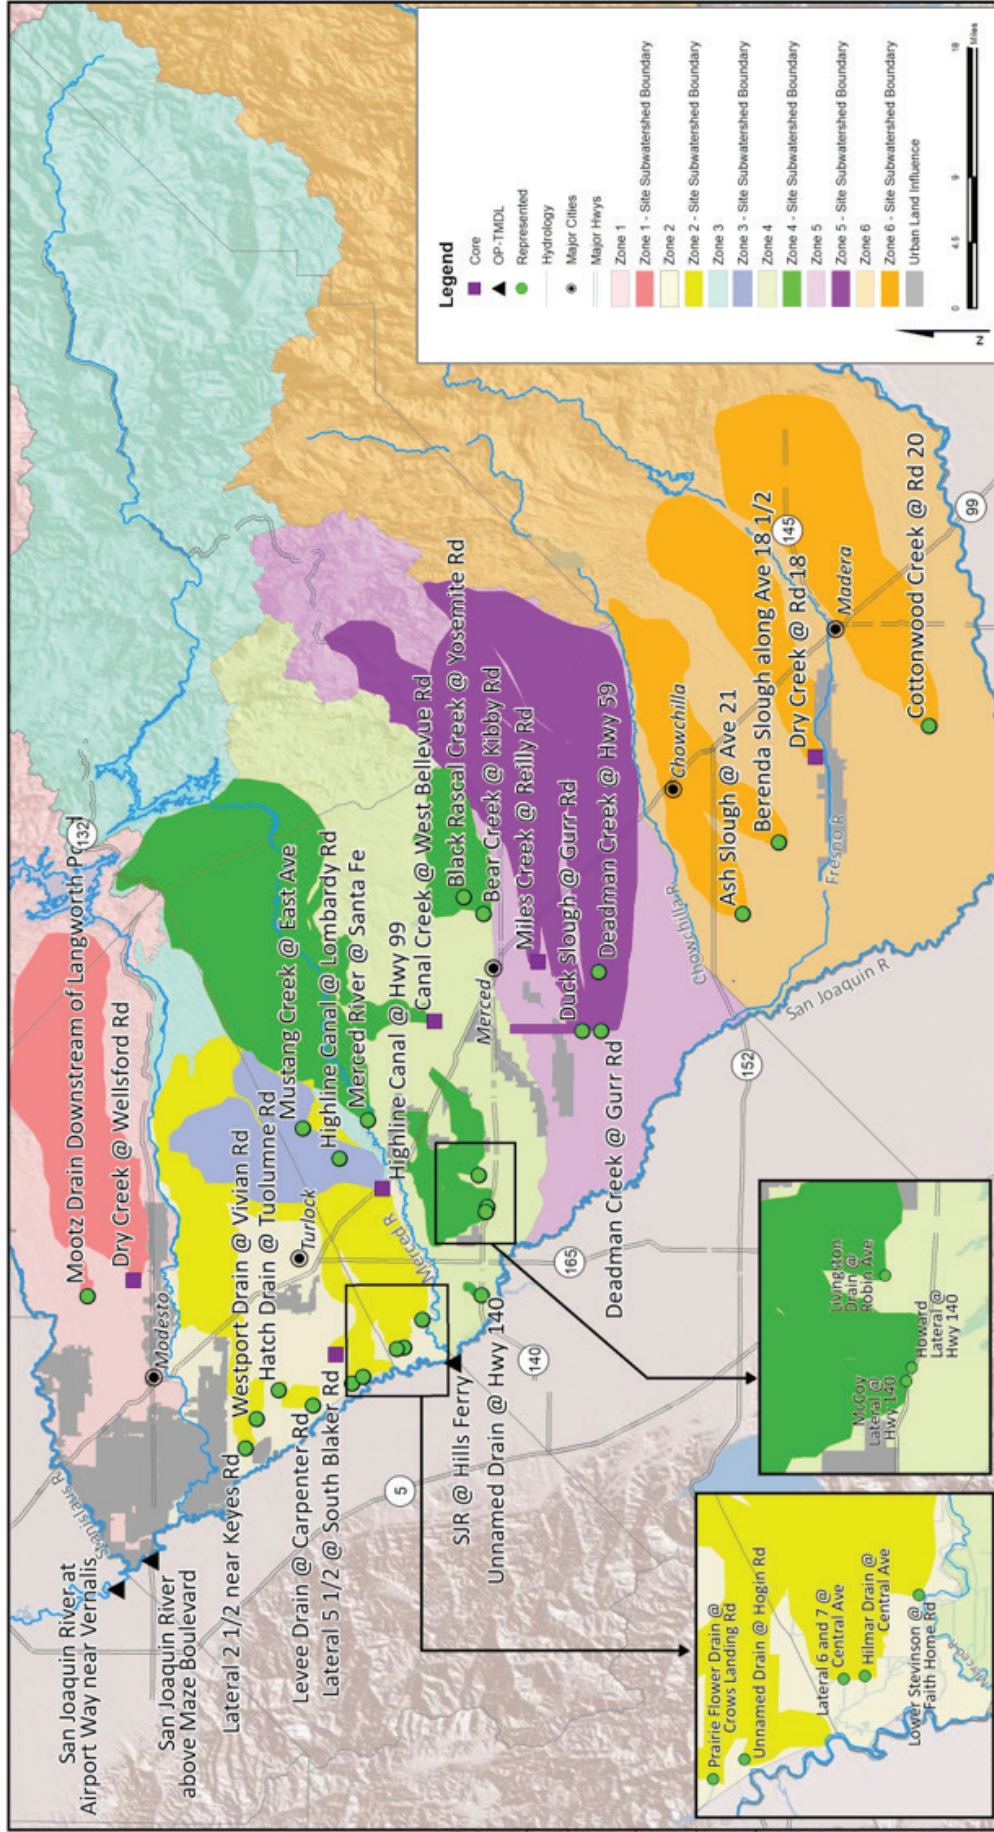 Legend
Core
OP-TMDL
Represented
Hydrology
Major Cities
Major Hwys
Zone 1
Zone 1 - Site Subwatershed Boundary
Zone 2
Zone 2 - Site Subwatershed Boundary
Zone 3
Zone 3 - Site Subwatershed Boundary
Zone 4
Zone 4 - Site Subwatershed Boundary
Zone 5
Zone 5 - Site Subwatershed Boundary
Zone 6
Zone 6 - Site Subwatershed Boundary
Urban Land Influence
0
4.5
9
18
Miles
N
San Joaquin River at
Airport Way near Vernalis
San Joaquin River
above Maze Boulevard
Stanislaus R
Mootz Drain Downstream of Langworth
132
Dry Creek @ Wellsford Rd
Modesto
Lateral 2 1/2 near Keyes Rd
Westport Drain @ Vivian Rd
Hatch Drain @ Tuolumne Rd
Levee Drain @ Carpenter Rd
Lateral 5 1/2 @ South Blaker Rd
Turlock
Mustang Creek @ East Ave
Highline Canal @ Lombardy Rd
Merced River @ Santa Fe
Highline Canal @ Hwy 99
Canal Creek @ West Bellevue Rd
Merced R
SJR @ Hills Ferry
Unnamed Drain @ Hwy 140
Black Rascal Creek @ Yosemite Rd
Bear Creek @ Kibby Rd
Merced
Miles Creek @ Reilly Rd
Duck Slough @ Gurr Rd
Deadman Creek @ Hwy 59
Deadman Creek @ Gurr Rd
5
140
165
152
Chowchilla R
Chowchilla
Ash Slough @ Ave 21
Berenda Slough along Ave 18 1/2
Dry Creek @ Rd 18
145
Madera
Fresno R
San Joaquin R
Cottonwood Creek @ Rd 20
99
Prairie Flower Drain @
Crows Landing Rd
Unnamed Drain @ Hogin Rd
Lateral 6 and 7 @
Central Ave
Hilmar Drain @
Central Ave
Lower Stevinson @
Faith Home Rd
Merced R
McCoy
Lateral @
Hwy 140
Howard
Lateral @
Hwy 140
Livingston
Drain @
Robin Ave